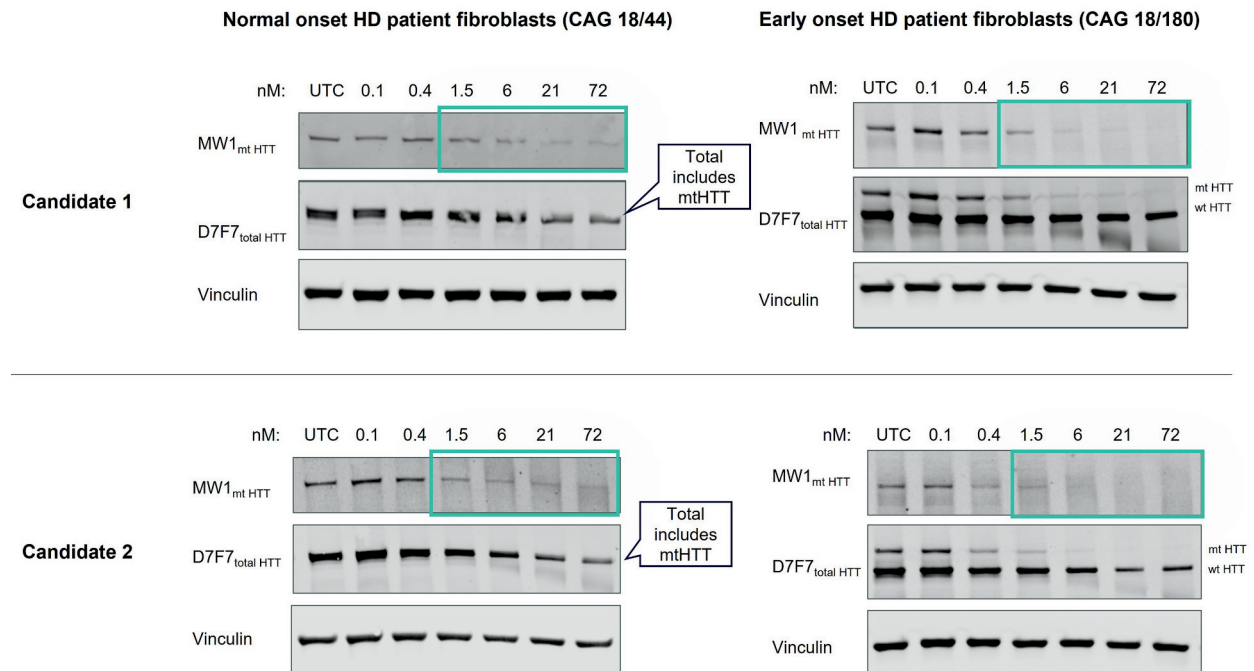 Normal onset HD patient fibroblasts (CAG 18/44)
Early onset HD patient fibroblasts (CAG 18/180)
nM: UTC 0.1 0.4 1.5 6 21 72
nM: UTC 0.1 0.4 1.5 6 21 72
Candidate 1
MW1mt HTT
D7F7total HTT
Vinculin
Total
includes
mtHTT
MW1mt HTT
D7F7total HTT
mt HTT
wt HTT
Vinculin
nM: UTC 0.1 0.4 1.5 6 21 72
nM: UTC 0.1 0.4 1.5 6 21 72
Candidate 2
MW1mt HTT
D7F7total HTT
Vinculin
Total
includes
mtHTT
MW1mt HTT
D7F7total HTT
mt HTT
wt HTT
Vinculin